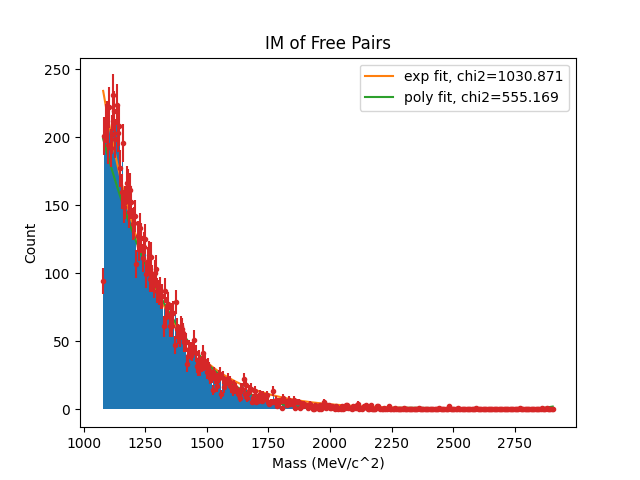 IM of Free Pairs
exp fit, chi2=1030.871
poly fit, chi2=555.169
250
200
150
100
50
0
Count
1000 1250 1500 1750 2000 2250 2500 2750
Mass (MeV/c^2)